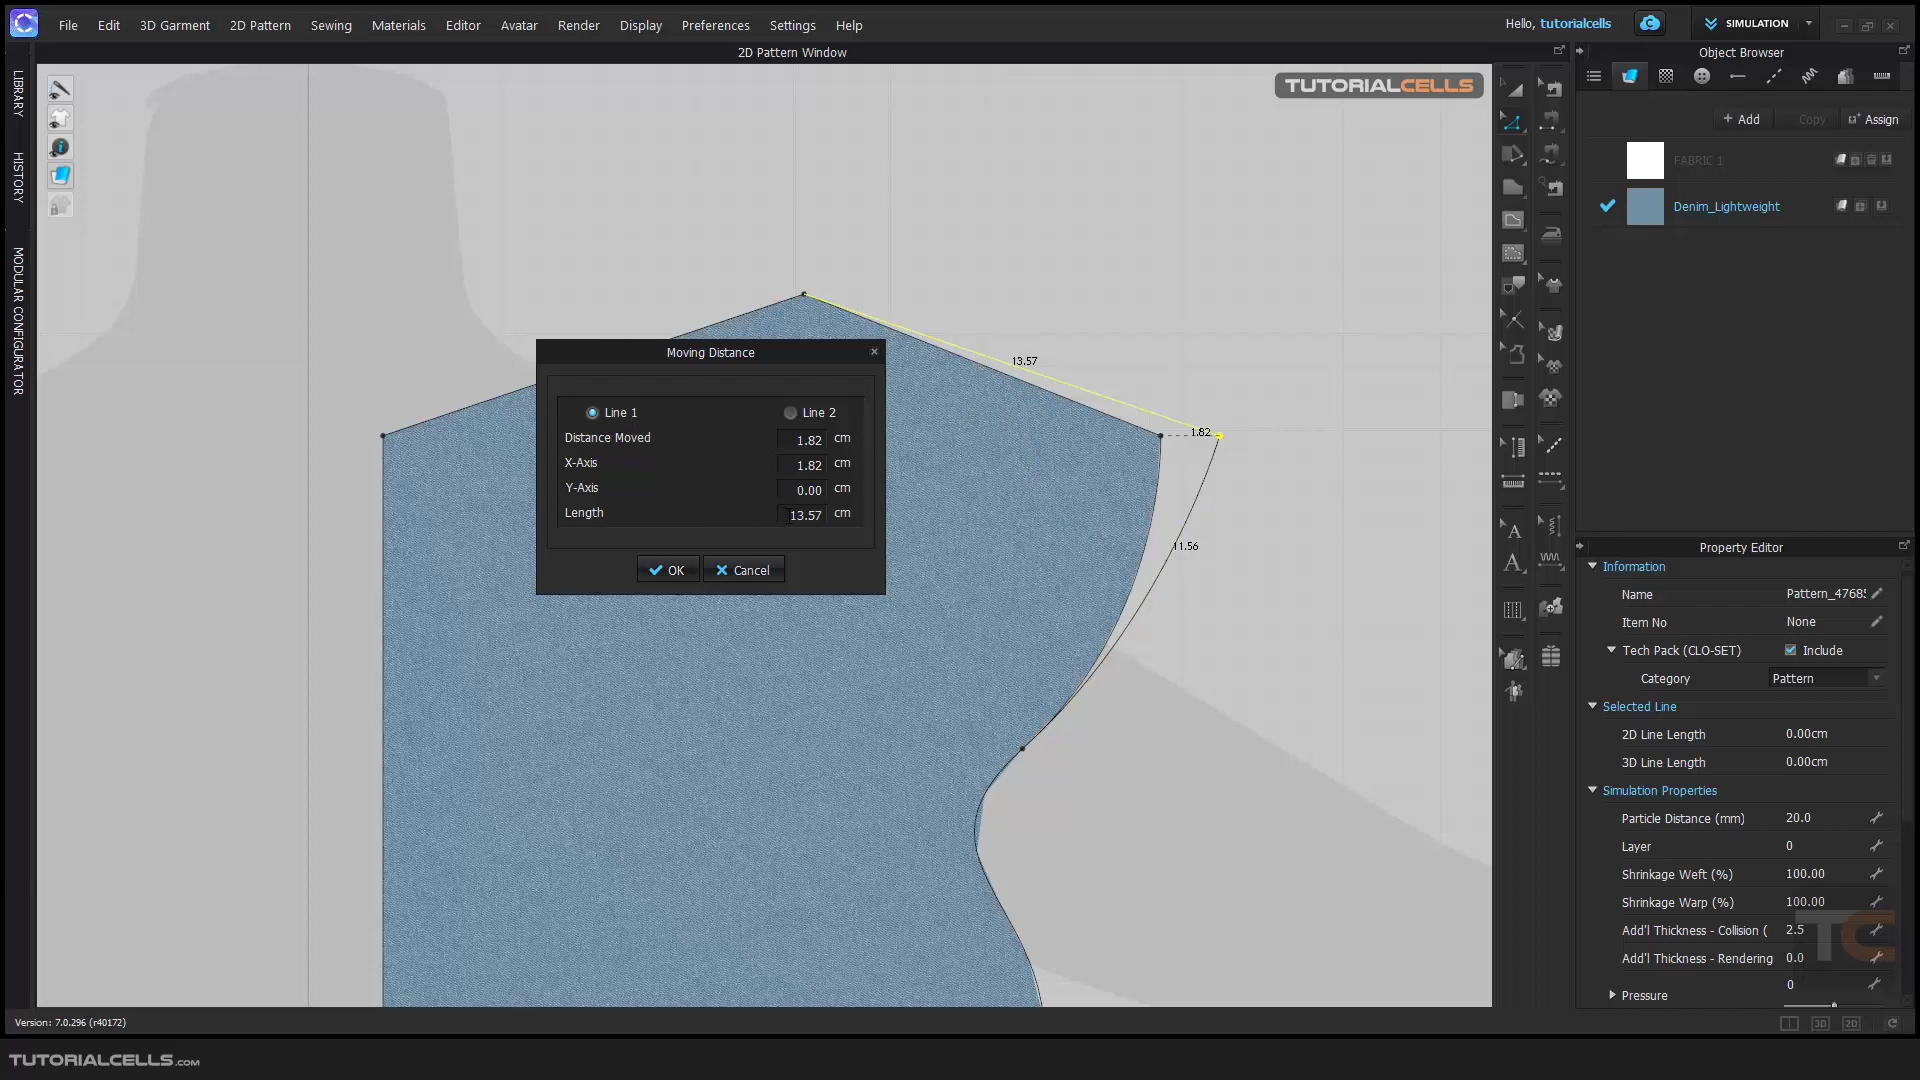 File Edit 3D Garment 2D Pattern Sewing Materials Editor Avatar Render Display Preferences Settings Help
Hello, tutorialcells
SIMULATION
2D Pattern Window
Object Browser
LIBRARY
HISTORY
MODULAR CONFIGURATOR
TUTORIALCELLS
+ Add Copy Assign
FABRIC 1
Denim_Lightweight
13.57
1.82
11.56
Moving Distance
Line 1 Line 2
Distance Moved 1.82 cm
X-Axis 1.82 cm
Y-Axis 0.00 cm
Length 13.57 cm
OK Cancel
Property Editor
Information
Name Pattern_4768
Item No None
Tech Pack (CLO-SET) Include
Category Pattern
Selected Line
2D Line Length 0.00cm
3D Line Length 0.00cm
Simulation Properties
Particle Distance (mm) 20.0
Layer 0
Shrinkage Weft (%) 100.00
Shrinkage Warp (%) 100.00
Add'l Thickness - Collision ( 2.5
Add'l Thickness - Rendering 0.0
Pressure 0
3D 2D
Version: 7.0.296 (r40172)
TC
TUTORIALCELLS.com